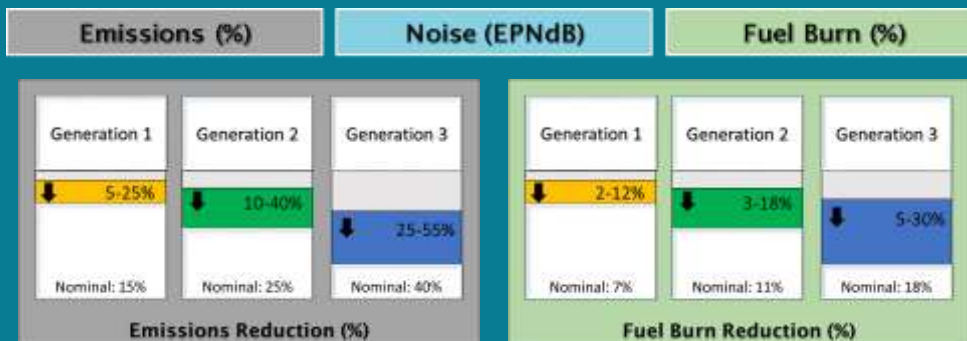 Emissions (%)
Noise (EPNdB)
Fuel Burn (%)
Generation 1
5-25%
Nominal: 15%
Generation 2
10-40%
Nominal: 25%
Generation 3
25-55%
Nominal: 40%
Emissions Reduction (%)
Generation 1
2-12%
Nominal: 7%
Generation 2
3-18%
Nominal: 11%
Generation 3
5-30%
Nominal: 18%
Fuel Burn Reduction (%)